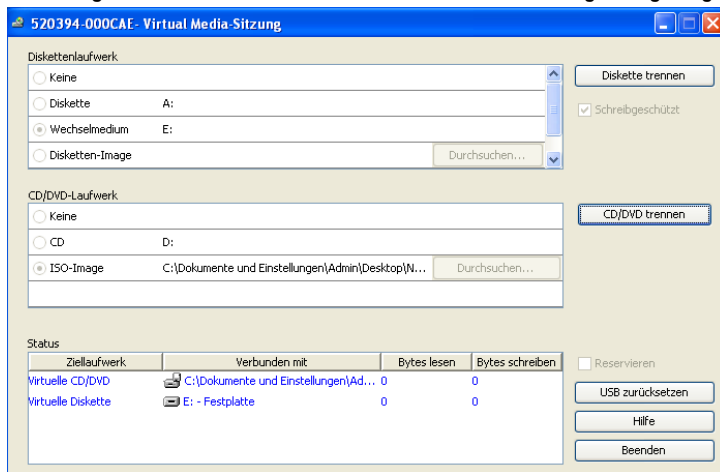 520394-000CAE- Virtual Media-Sitzung
Diskettenlaufwerk
Keine
Diskette A:
Wechselmedium E:
Disketten-Image Durchsuchen...
Diskette trennen
Schreibgeschützt
CD/DVD-Laufwerk
Keine
CD D:
ISO-Image C:\Dokumente und Einstellungen\Admin\Desktop\N... Durchsuchen...
CD/DVD trennen
Status
Ziellaufwerk Verbunden mit Bytes lesen Bytes schreiben
Virtuelle CD/DVD C:\Dokumente und Einstellungen\Ad... 0 0
Virtuelle Diskette E: - Festplatte 0 0
Reservieren
USB zurücksetzen
Hilfe
Beenden